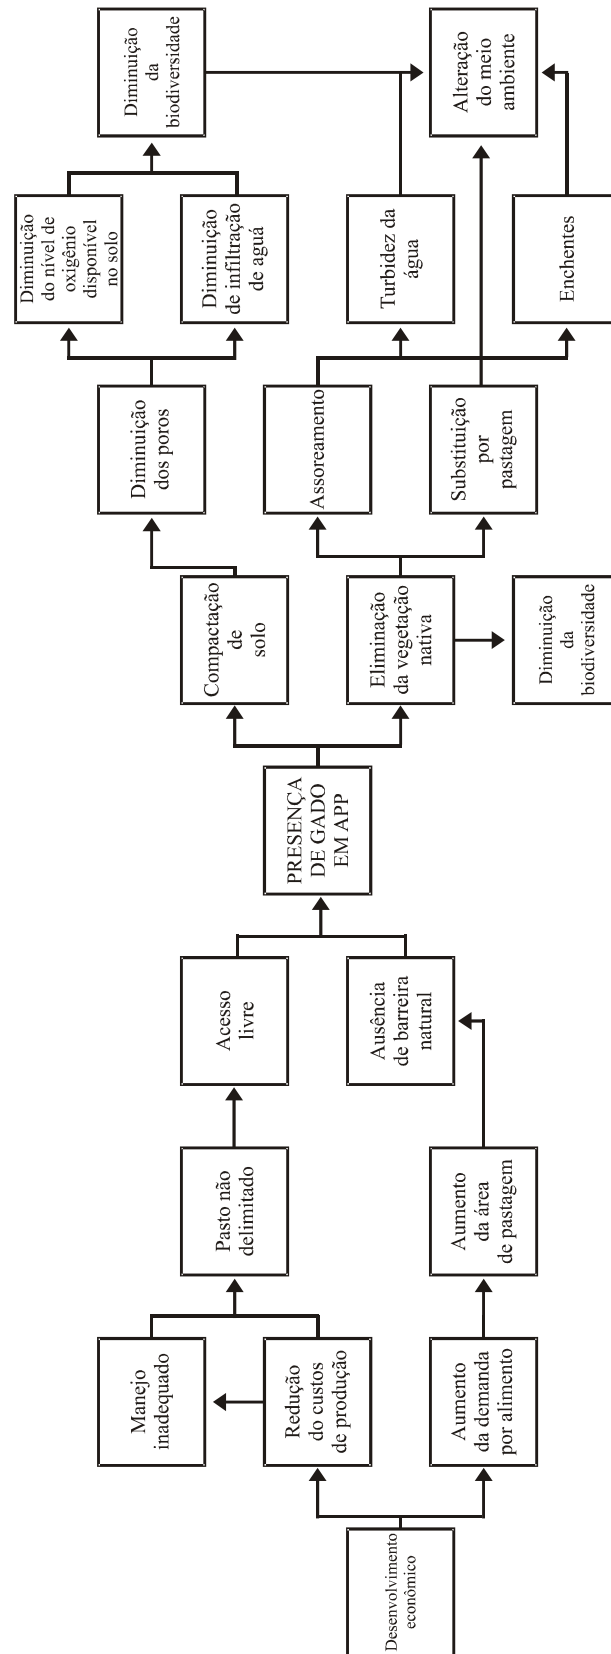 Desenvolvimento
econômico
Manejo
inadequado
Redução
do custos
de produção
Aumento
da demanda
por alimento
Pasto não
delimitado
Aumento
da área
de pastagem
Acesso
livre
Ausência
de barreira
natural
PRESENÇA
DE GADO
EM APP
Compactação
de
solo
Eliminação
da vegetação
nativa
Diminuição
da
biodiversidade
Diminuição
dos poros
Assoreamento
Substituição
por
pastagem
Diminuição
do nível de
oxigênio
disponível
no solo
Diminuição
de infiltração
de aguá
Turbidez da
água
Enchentes
Diminuição
da
biodiversidade
Alteração
do meio
ambiente